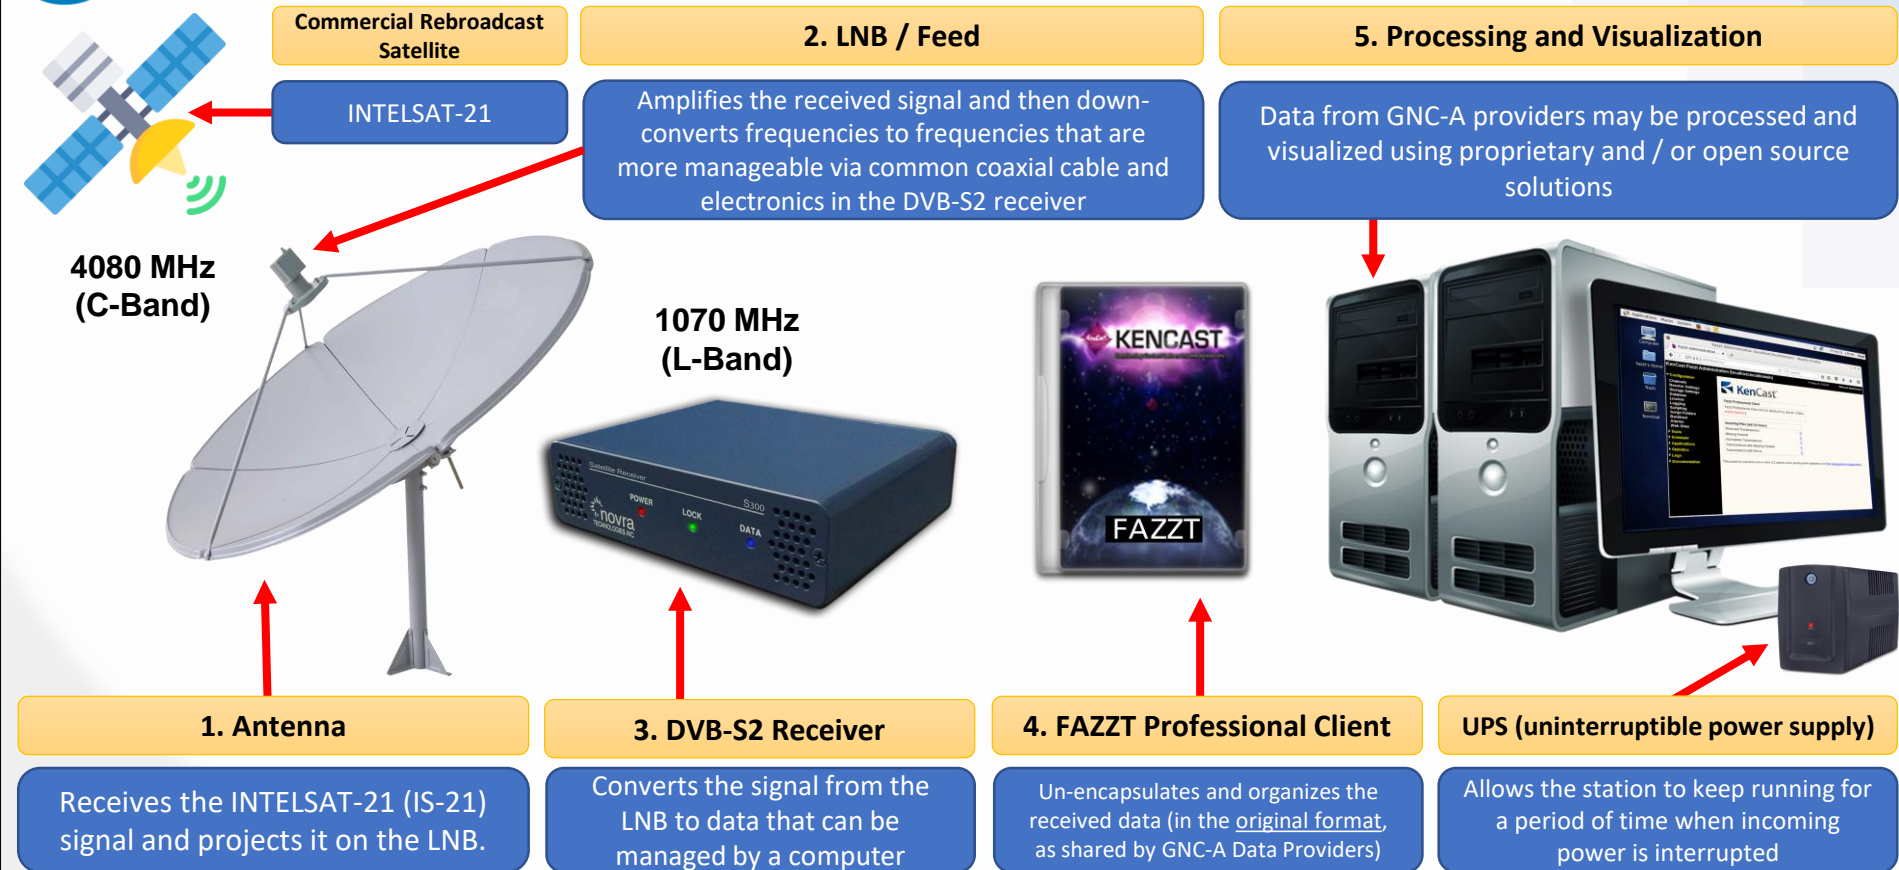 Commercial Rebroadcast
Satellite
INTELSAT-21
2. LNB / Feed
Amplifies the received signal and then down-
converts frequencies to frequencies that are
more manageable via common coaxial cable and
electronics in the DVB-S2 receiver
5. Processing and Visualization
Data from GNC-A providers may be processed and
visualized using proprietary and / or open source
solutions
4080 MHz
(C-Band)
1070 MHz
(L-Band)
Satellite Receiver
S300
POWER
LOCK
DATA
novra
TECHNOLOGIES INC
KENCAST
FAZZT
KenCast
1. Antenna
Receives the INTELSAT-21 (IS-21)
signal and projects it on the LNB.
3. DVB-S2 Receiver
Converts the signal from the
LNB to data that can be
managed by a computer
4. FAZZT Professional Client
Un-encapsulates and organizes the
received data (in the original format,
as shared by GNC-A Data Providers)
UPS (uninterruptible power supply)
Allows the station to keep running for
a period of time when incoming
power is interrupted